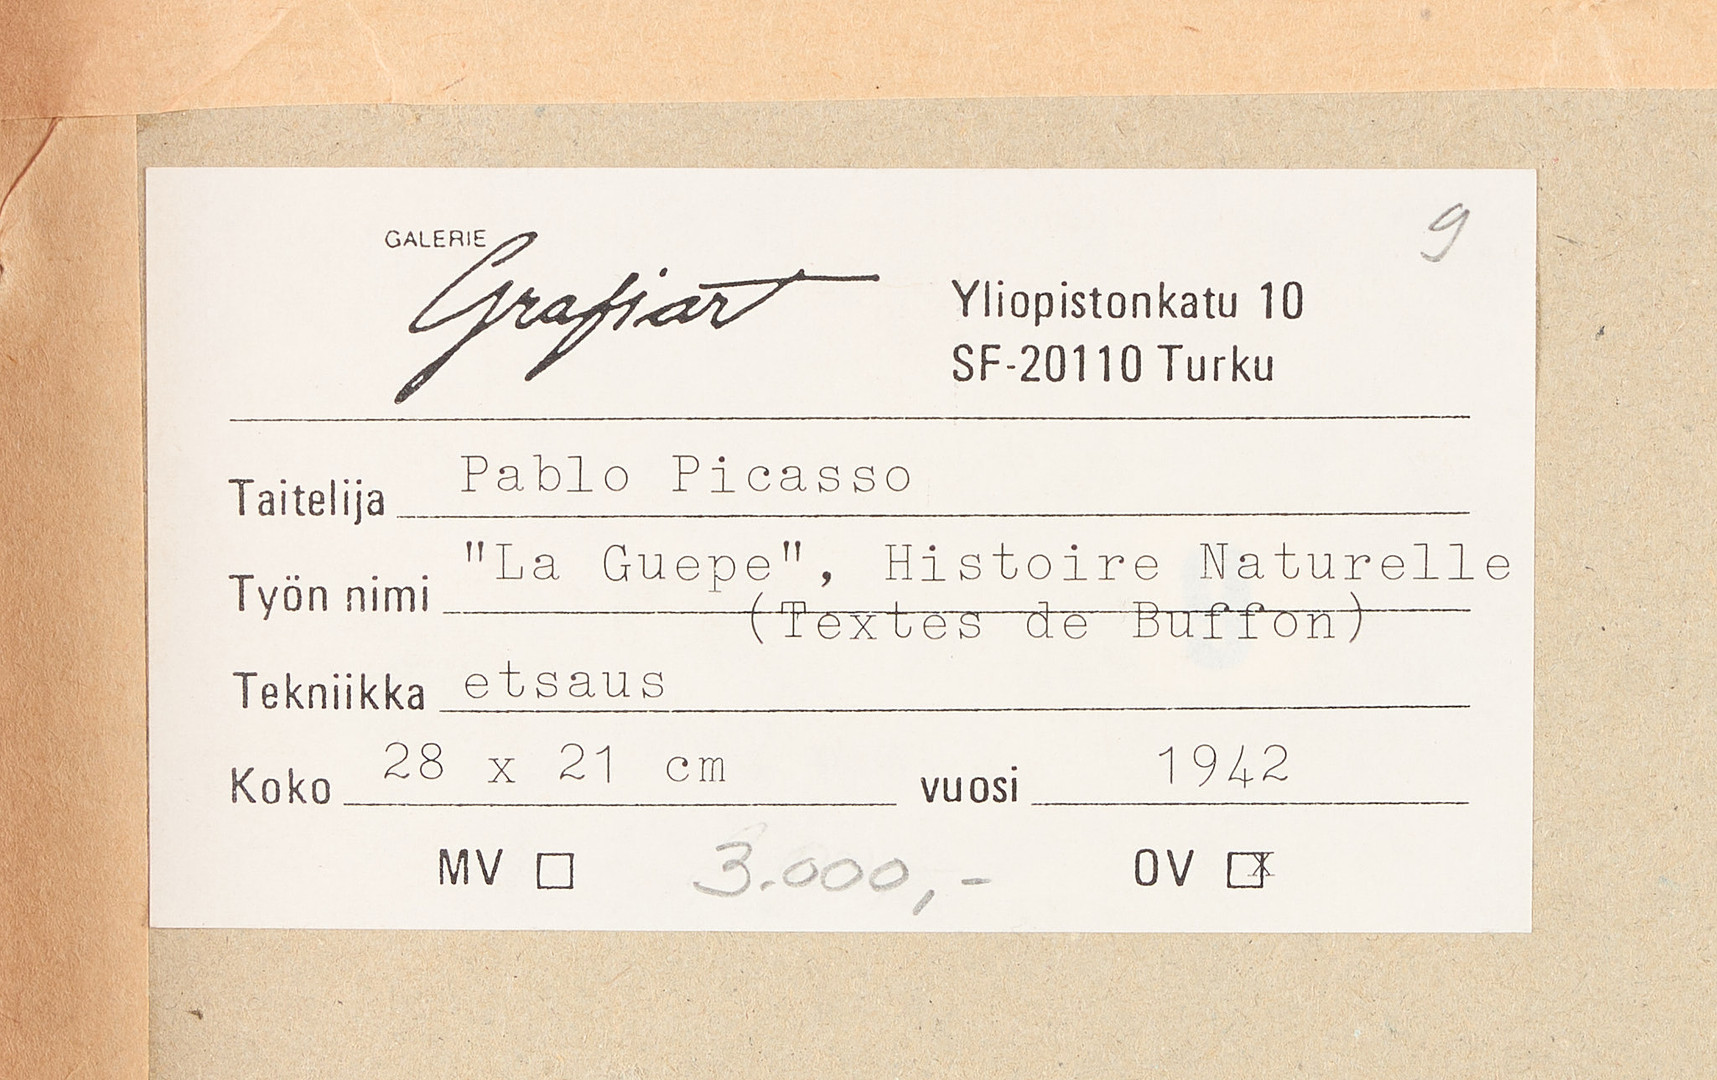 9
GALERIE
Grafiart
Yliopistonkatu 10
SF-20110 Turku
Taitelija Pablo Picasso
Työn nimi "La Guepe", Histoire Naturelle
(Textes de Buffon)
Tekniikka etsaus
Koko 28 x 21 cm vuosi 1942
MV 3.000,- OV x